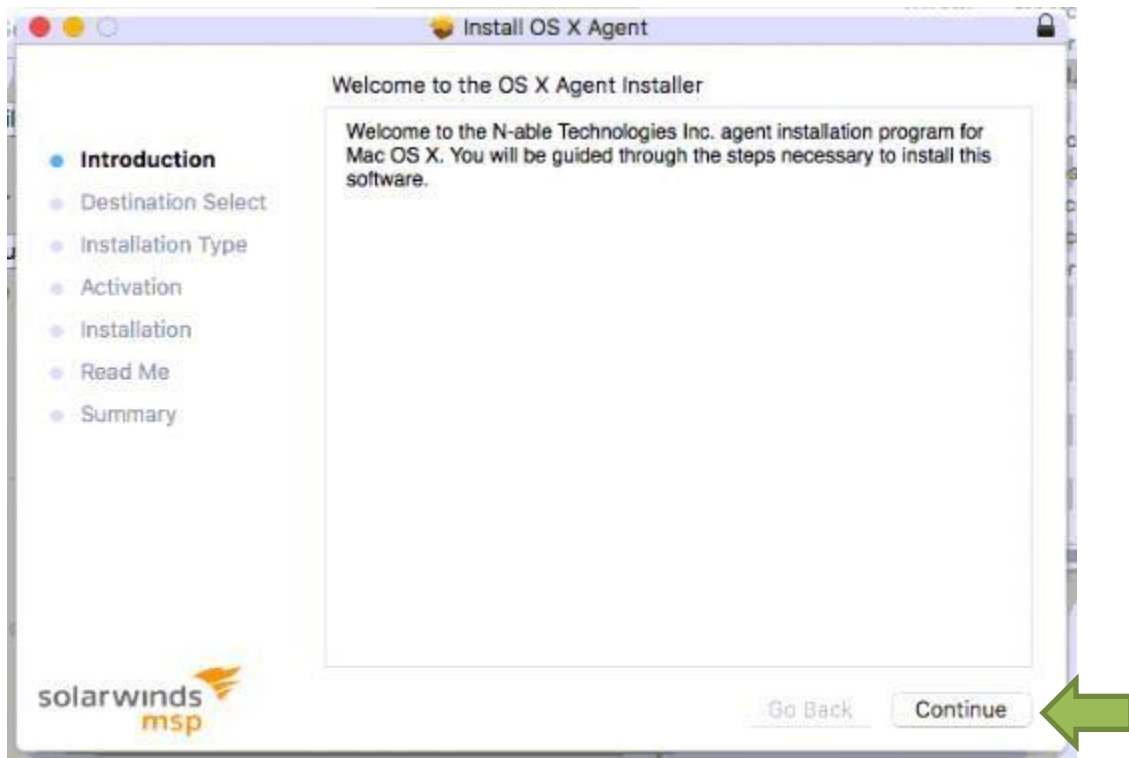 Install OS X Agent
Welcome to the OS X Agent Installer
Welcome to the N-able Technologies Inc. agent installation program for
Mac OS X. You will be guided through the steps necessary to install this
software.
Introduction
Destination Select
Installation Type
Activation
Installation
Read Me
Summary
solarwinds
msp
Go Back
Continue